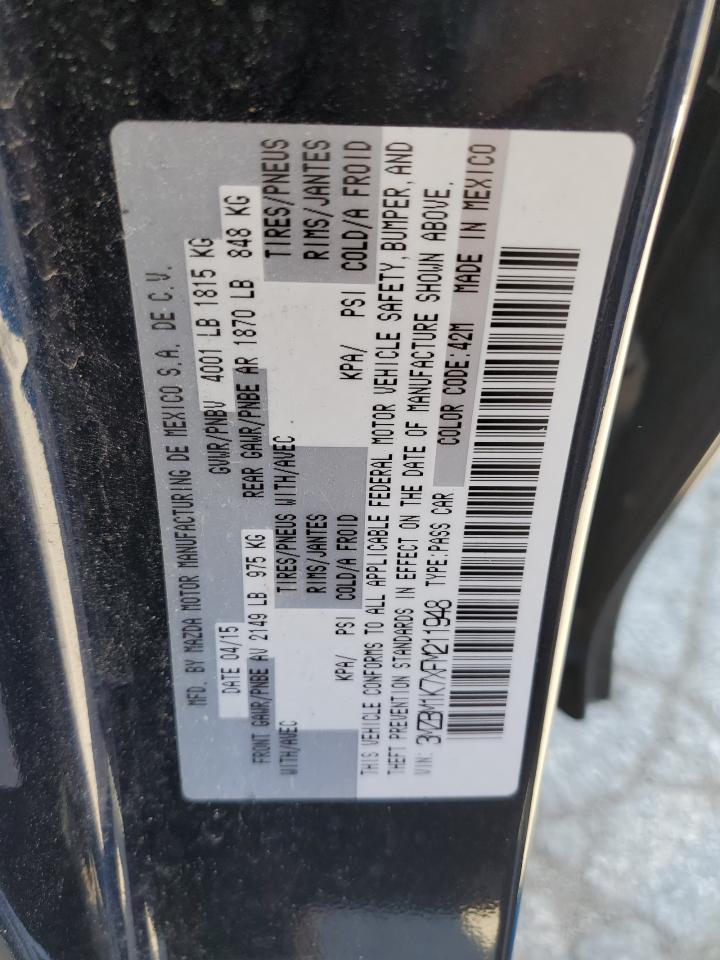 MFD. BY MAZDA MOTOR MANUFACTURING DE MEXICO S.A. DE C.V.
DATE 04/15 GVWR/PNBV 4001 LB 1815 KG
FRONT GAWR/PNBE AV 2149 LB 975 KG REAR GAWR/PNBE AR 1870 LB 848 KG
WITH/AVEC TIRES/PNEUS WITH/AVEC TIRES/PNEUS
RIMS/JANTES RIMS/JANTES
KPA/ PSI COLD/A FROID KPA/ PSI COLD/A FROID
THIS VEHICLE CONFORMS TO ALL APPLICABLE FEDERAL MOTOR VEHICLE SAFETY, BUMPER, AND
THEFT PREVENTION STANDARDS IN EFFECT ON THE DATE OF MANUFACTURE SHOWN ABOVE.
VIN: 3MZBM1K7XFM211948 TYPE:PASS CAR COLOR CODE:42M MADE IN MEXICO